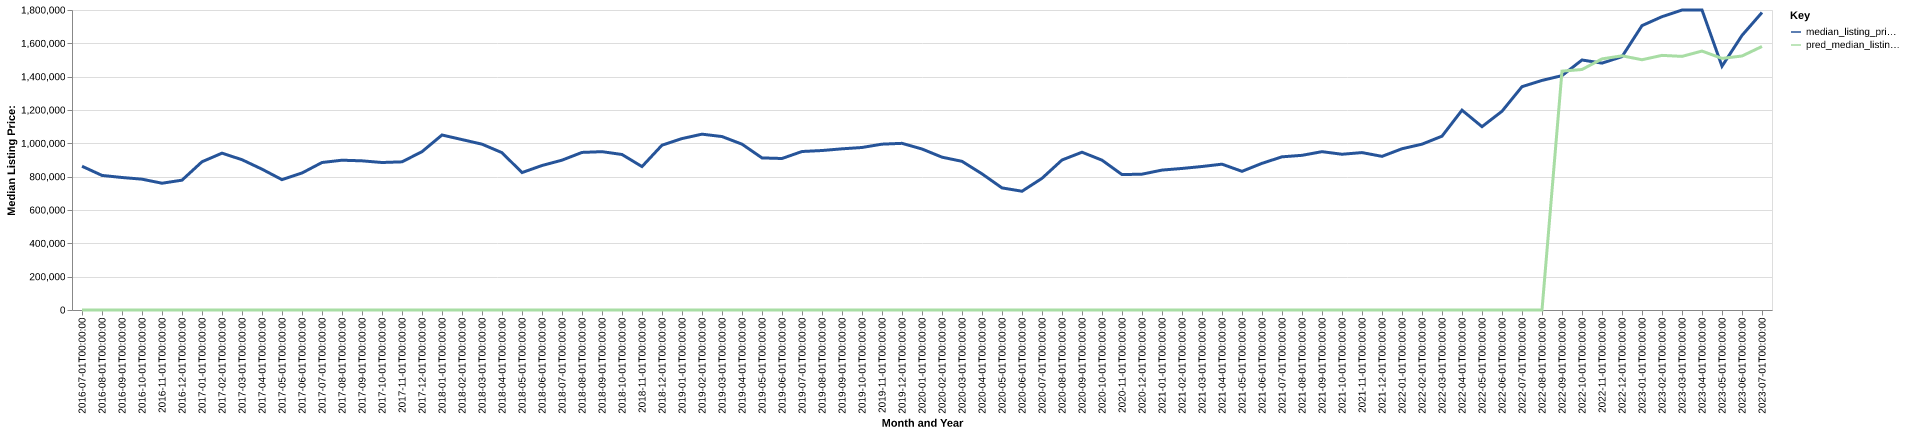 1,800,000
1,600,000
1,400,000
1,200,000
1,000,000
800,000
600,000
400,000
200,000
0
Median Listing Price:
2016-07-01T00:00:00
2016-08-01T00:00:00
2016-09-01T00:00:00
2016-10-01T00:00:00
2016-11-01T00:00:00
2016-12-01T00:00:00
2017-01-01T00:00:00
2017-02-01T00:00:00
2017-03-01T00:00:00
2017-04-01T00:00:00
2017-05-01T00:00:00
2017-06-01T00:00:00
2017-07-01T00:00:00
2017-08-01T00:00:00
2017-09-01T00:00:00
2017-10-01T00:00:00
2017-11-01T00:00:00
2017-12-01T00:00:00
2018-01-01T00:00:00
2018-02-01T00:00:00
2018-03-01T00:00:00
2018-04-01T00:00:00
2018-05-01T00:00:00
2018-06-01T00:00:00
2018-07-01T00:00:00
2018-08-01T00:00:00
2018-09-01T00:00:00
2018-10-01T00:00:00
2018-11-01T00:00:00
2018-12-01T00:00:00
2019-01-01T00:00:00
2019-02-01T00:00:00
2019-03-01T00:00:00
2019-04-01T00:00:00
2019-05-01T00:00:00
2019-06-01T00:00:00
2019-07-01T00:00:00
2019-08-01T00:00:00
2019-09-01T00:00:00
2019-10-01T00:00:00
2019-11-01T00:00:00
2019-12-01T00:00:00
2020-01-01T00:00:00
2020-02-01T00:00:00
2020-03-01T00:00:00
2020-04-01T00:00:00
2020-05-01T00:00:00
2020-06-01T00:00:00
2020-07-01T00:00:00
2020-08-01T00:00:00
2020-09-01T00:00:00
2020-10-01T00:00:00
2020-11-01T00:00:00
2020-12-01T00:00:00
2021-01-01T00:00:00
2021-02-01T00:00:00
2021-03-01T00:00:00
2021-04-01T00:00:00
2021-05-01T00:00:00
2021-06-01T00:00:00
2021-07-01T00:00:00
2021-08-01T00:00:00
2021-09-01T00:00:00
2021-10-01T00:00:00
2021-11-01T00:00:00
2021-12-01T00:00:00
2022-01-01T00:00:00
2022-02-01T00:00:00
2022-03-01T00:00:00
2022-04-01T00:00:00
2022-05-01T00:00:00
2022-06-01T00:00:00
2022-07-01T00:00:00
2022-08-01T00:00:00
2022-09-01T00:00:00
2022-10-01T00:00:00
2022-11-01T00:00:00
2022-12-01T00:00:00
2023-01-01T00:00:00
2023-02-01T00:00:00
2023-03-01T00:00:00
2023-04-01T00:00:00
2023-05-01T00:00:00
2023-06-01T00:00:00
2023-07-01T00:00:00
Month and Year
Key
median_listing_pri…
pred_median_listin…